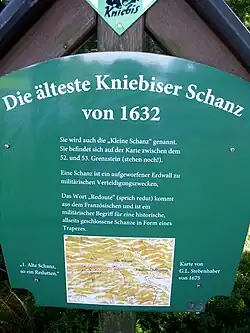 Kniebis
Die älteste Kniebiser Schanz
von 1632
Sie wird auch die „Kleine Schanz" genannt.
Sie befindet sich auf der Karte zwischen dem
52. und 53. Grenzstein (stehen noch!).
Eine Schanz ist ein aufgeworfener Erdwall zu
militärischen Verteidigungszwecken,
Das Wort „Redoute" (sprich redut) kommt
aus dem Französischen und ist ein
militärischer Begriff für eine historische,
allseits geschlossene Schanze in Form eines
Trapezes.
„1. Alte Schanz,
so ein Redutten."
Karte von
G.L. Stebenhaber
von 1675